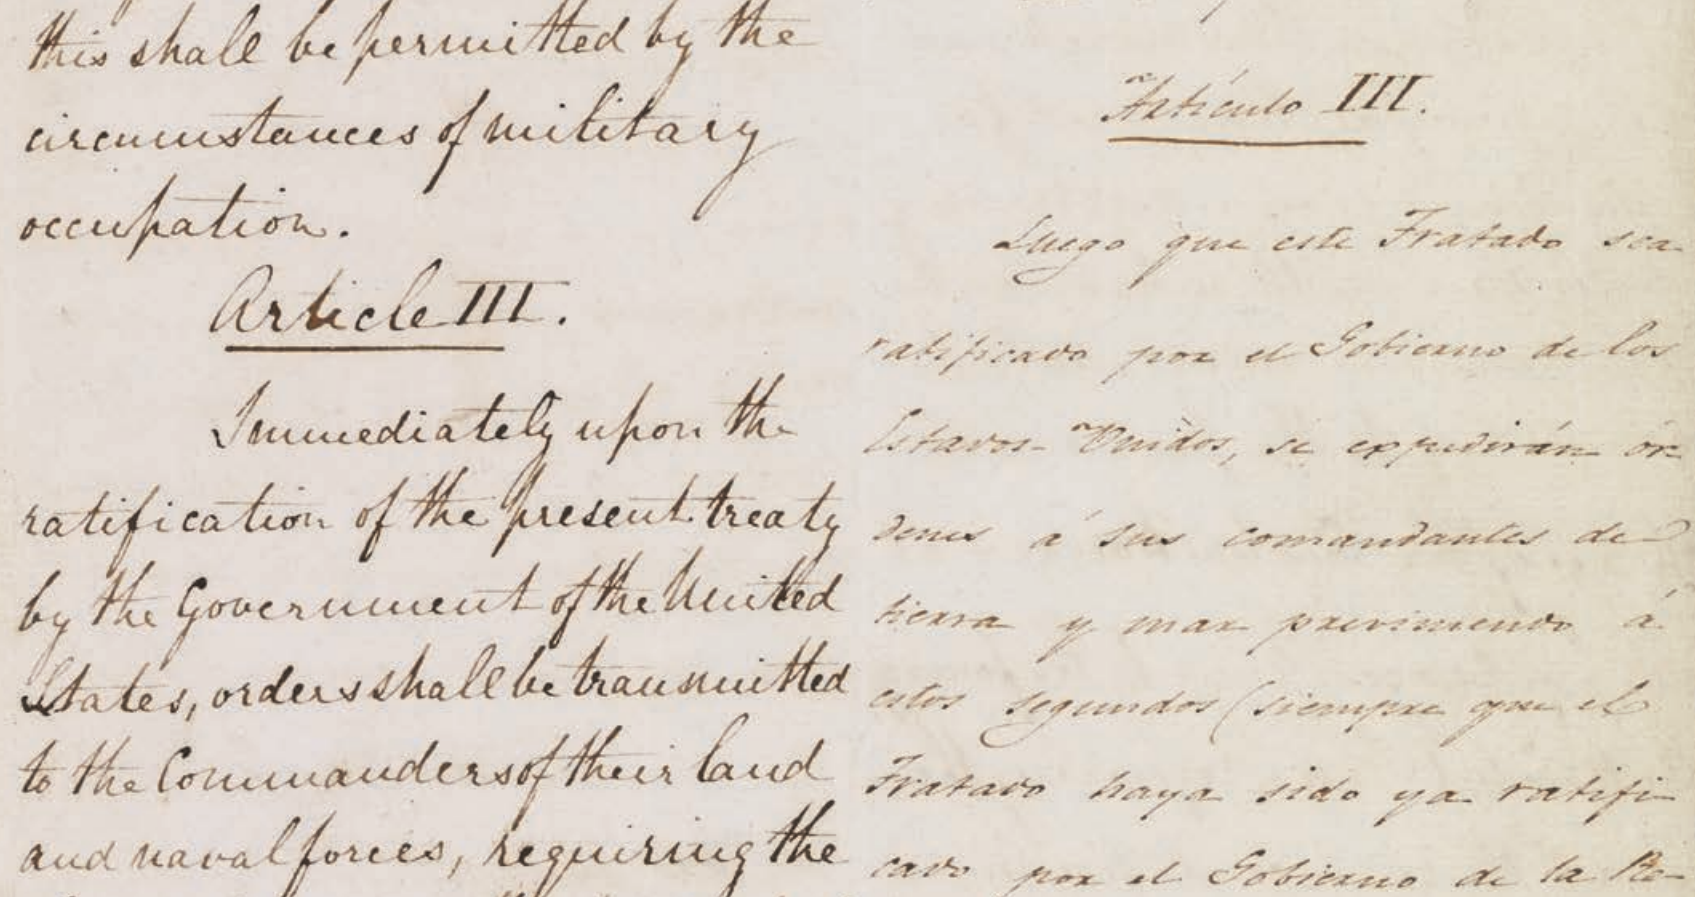 this shall be permitted by the
circumstances of military
occupation.
Article III.
Immediately upon the
ratification of the present treaty
by the Government of the United
States, orders shall be transmitted
to the Commanders of their land
and naval forces, requiring the
Artículo III.
Luego que este Tratado sea
ratificado por el Gobierno de los
Estados-Unidos, se expedirán ór-
denes á sus comandantes de
tierra y mar previniendo á
estos segundos (siempre que el
Tratado haya sido ya ratifi-
cado por el Gobierno de la Re-